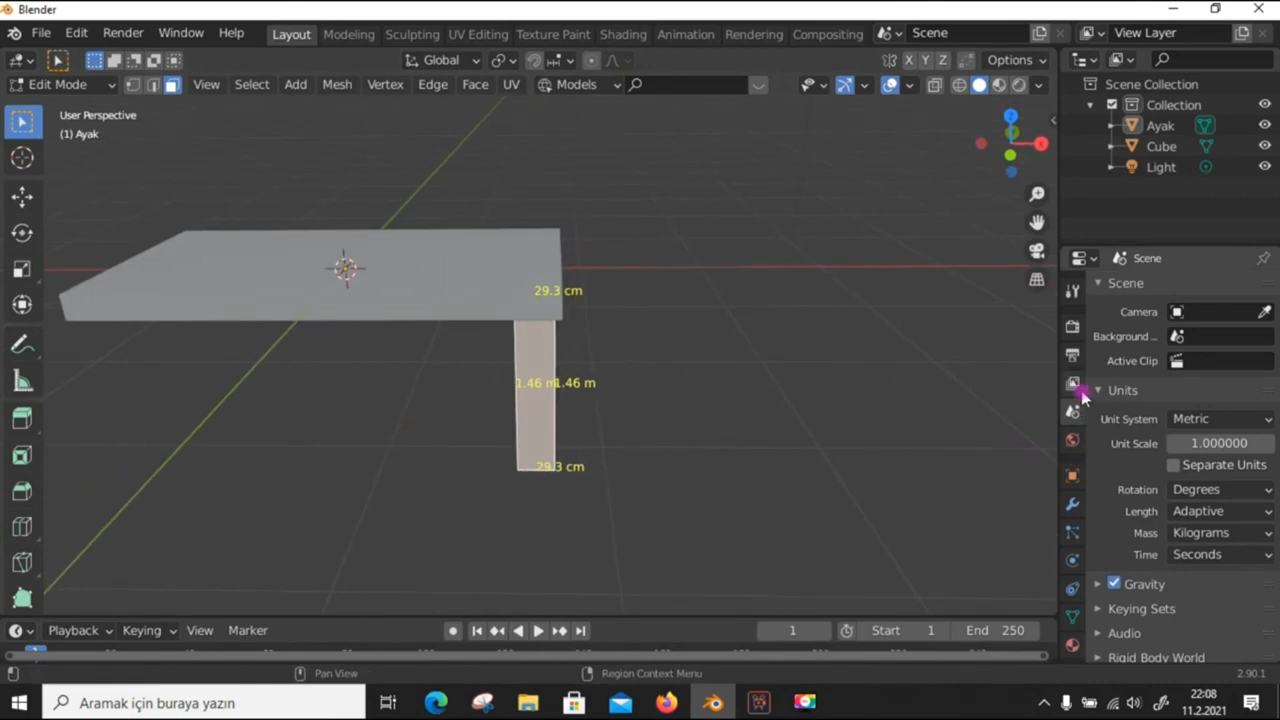 Blender
File Edit Render Window Help Layout Modeling Sculpting UV Editing Texture Paint Shading Animation Rendering Compositing Scene View Layer
Global X Y Z Options
Edit Mode View Select Add Mesh Vertex Edge Face UV Models
User Perspective
(1) Ayak
Z
X
29.3 cm
1.46 m 1.46 m
29.3 cm
Scene Collection
Collection
Ayak
Cube
Light
Scene
Scene
Camera
Background ...
Active Clip
Units
Unit System Metric
Unit Scale 1.000000
Separate Units
Rotation Degrees
Length Adaptive
Mass Kilograms
Time Seconds
Gravity
Keying Sets
Audio
Rigid Body World
Playback Keying View Marker 1 Start 1 End 250
Pan View Region Context Menu 2.90.1
Aramak için buraya yazın
22:08
11.2.2021